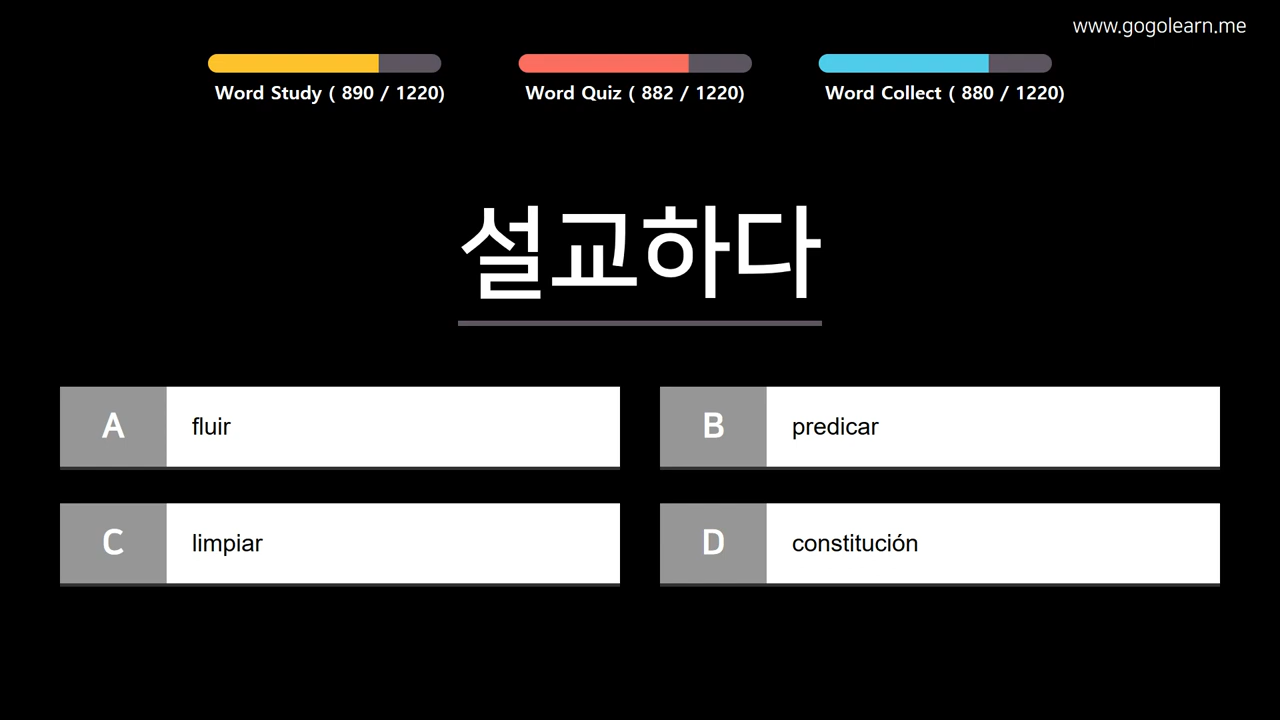 www.gogolearn.me
Word Study ( 890 / 1220)
Word Quiz ( 882 / 1220)
Word Collect ( 880 / 1220)
설교하다
A fluir
B predicar
C limpiar
D constitución